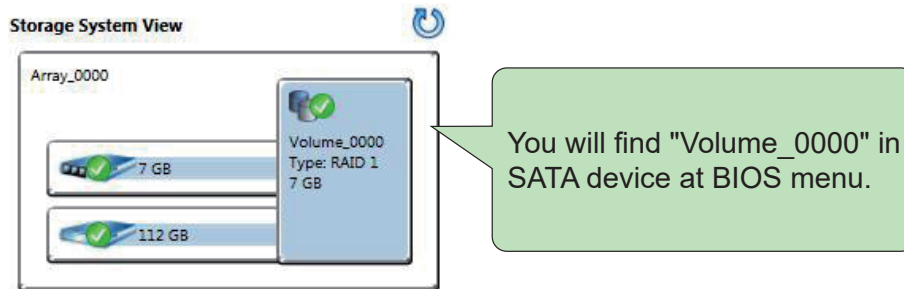 Storage System View
Array_0000
Volume_0000
Type: RAID 1
7 GB
7 GB
112 GB
You will find "Volume_0000" in
SATA device at BIOS menu.